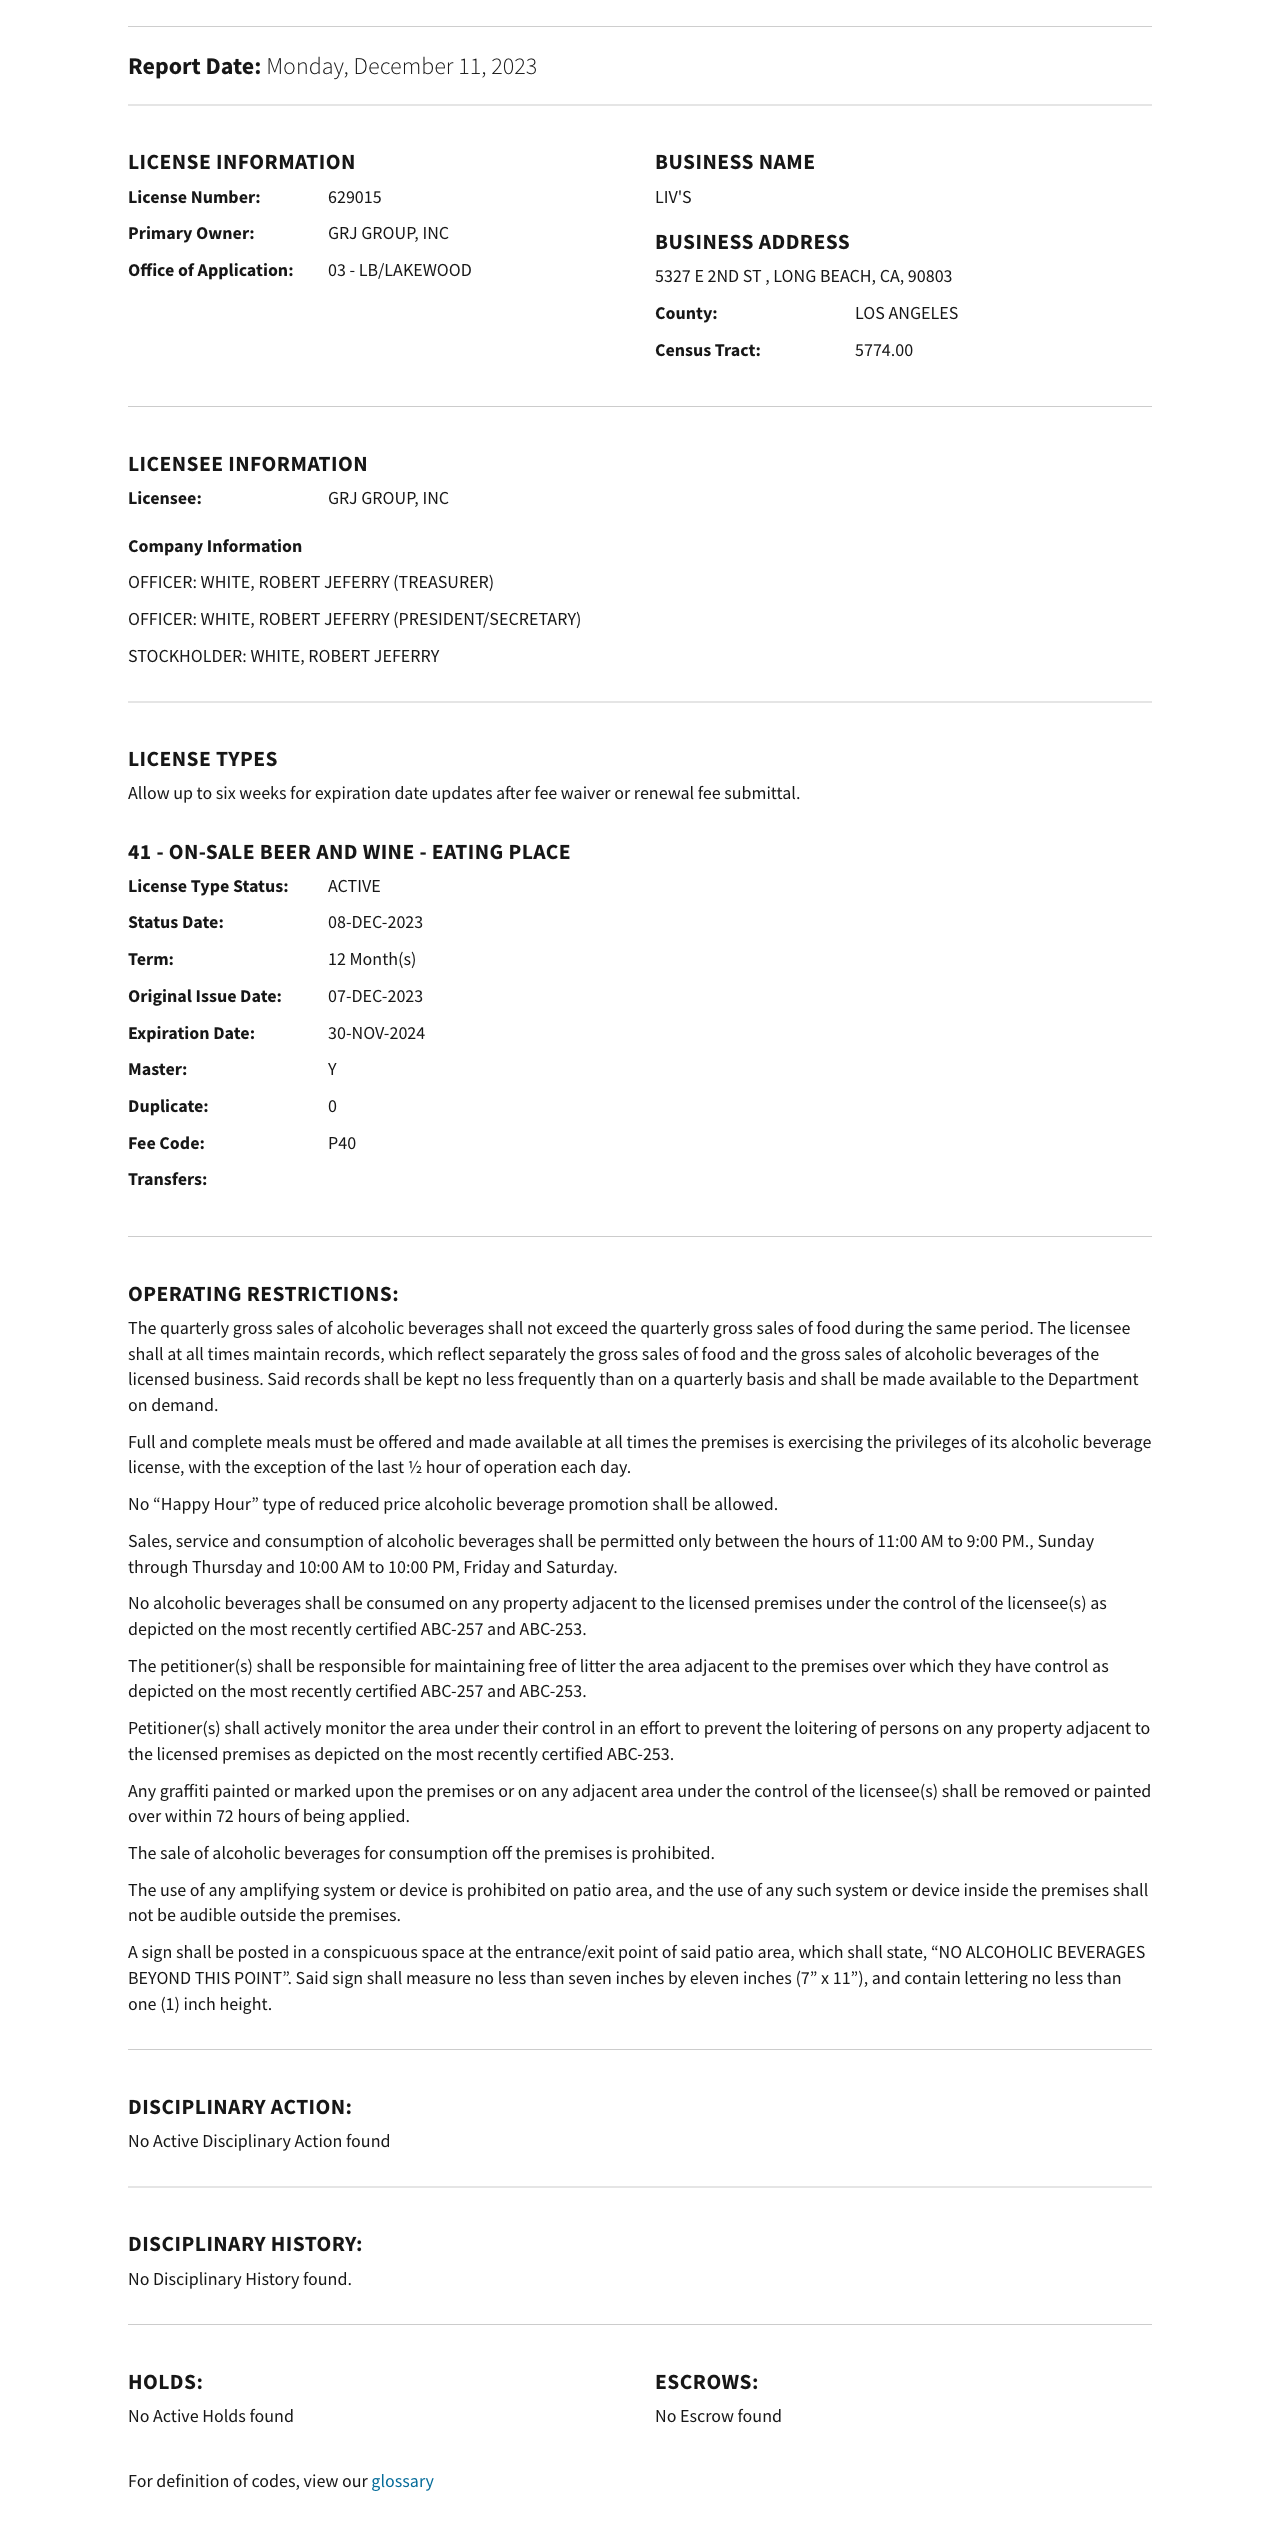 Report Date: Monday, December 11, 2023
LICENSE INFORMATION
License Number: 629015
Primary Owner: GRJ GROUP, INC
Office of Application: 03 - LB/LAKEWOOD
BUSINESS NAME
LIV'S
BUSINESS ADDRESS
5327 E 2ND ST , LONG BEACH, CA, 90803
County: LOS ANGELES
Census Tract: 5774.00
LICENSEE INFORMATION
Licensee: GRJ GROUP, INC
Company Information
OFFICER: WHITE, ROBERT JEFERRY (TREASURER)
OFFICER: WHITE, ROBERT JEFERRY (PRESIDENT/SECRETARY)
STOCKHOLDER: WHITE, ROBERT JEFERRY
LICENSE TYPES
Allow up to six weeks for expiration date updates after fee waiver or renewal fee submittal.
41 - ON-SALE BEER AND WINE - EATING PLACE
License Type Status: ACTIVE
Status Date: 08-DEC-2023
Term: 12 Month(s)
Original Issue Date: 07-DEC-2023
Expiration Date: 30-NOV-2024
Master: Y
Duplicate: 0
Fee Code: P40
Transfers:
OPERATING RESTRICTIONS:
The quarterly gross sales of alcoholic beverages shall not exceed the quarterly gross sales of food during the same period. The licensee
shall at all times maintain records, which reflect separately the gross sales of food and the gross sales of alcoholic beverages of the
licensed business. Said records shall be kept no less frequently than on a quarterly basis and shall be made available to the Department
on demand.
Full and complete meals must be offered and made available at all times the premises is exercising the privileges of its alcoholic beverage
license, with the exception of the last ½ hour of operation each day.
No “Happy Hour” type of reduced price alcoholic beverage promotion shall be allowed.
Sales, service and consumption of alcoholic beverages shall be permitted only between the hours of 11:00 AM to 9:00 PM., Sunday
through Thursday and 10:00 AM to 10:00 PM, Friday and Saturday.
No alcoholic beverages shall be consumed on any property adjacent to the licensed premises under the control of the licensee(s) as
depicted on the most recently certified ABC-257 and ABC-253.
The petitioner(s) shall be responsible for maintaining free of litter the area adjacent to the premises over which they have control as
depicted on the most recently certified ABC-257 and ABC-253.
Petitioner(s) shall actively monitor the area under their control in an effort to prevent the loitering of persons on any property adjacent to
the licensed premises as depicted on the most recently certified ABC-253.
Any graffiti painted or marked upon the premises or on any adjacent area under the control of the licensee(s) shall be removed or painted
over within 72 hours of being applied.
The sale of alcoholic beverages for consumption off the premises is prohibited.
The use of any amplifying system or device is prohibited on patio area, and the use of any such system or device inside the premises shall
not be audible outside the premises.
A sign shall be posted in a conspicuous space at the entrance/exit point of said patio area, which shall state, “NO ALCOHOLIC BEVERAGES
BEYOND THIS POINT”. Said sign shall measure no less than seven inches by eleven inches (7” x 11”), and contain lettering no less than
one (1) inch height.
DISCIPLINARY ACTION:
No Active Disciplinary Action found
DISCIPLINARY HISTORY:
No Disciplinary History found.
HOLDS:
No Active Holds found
ESCROWS:
No Escrow found
For definition of codes, view our glossary